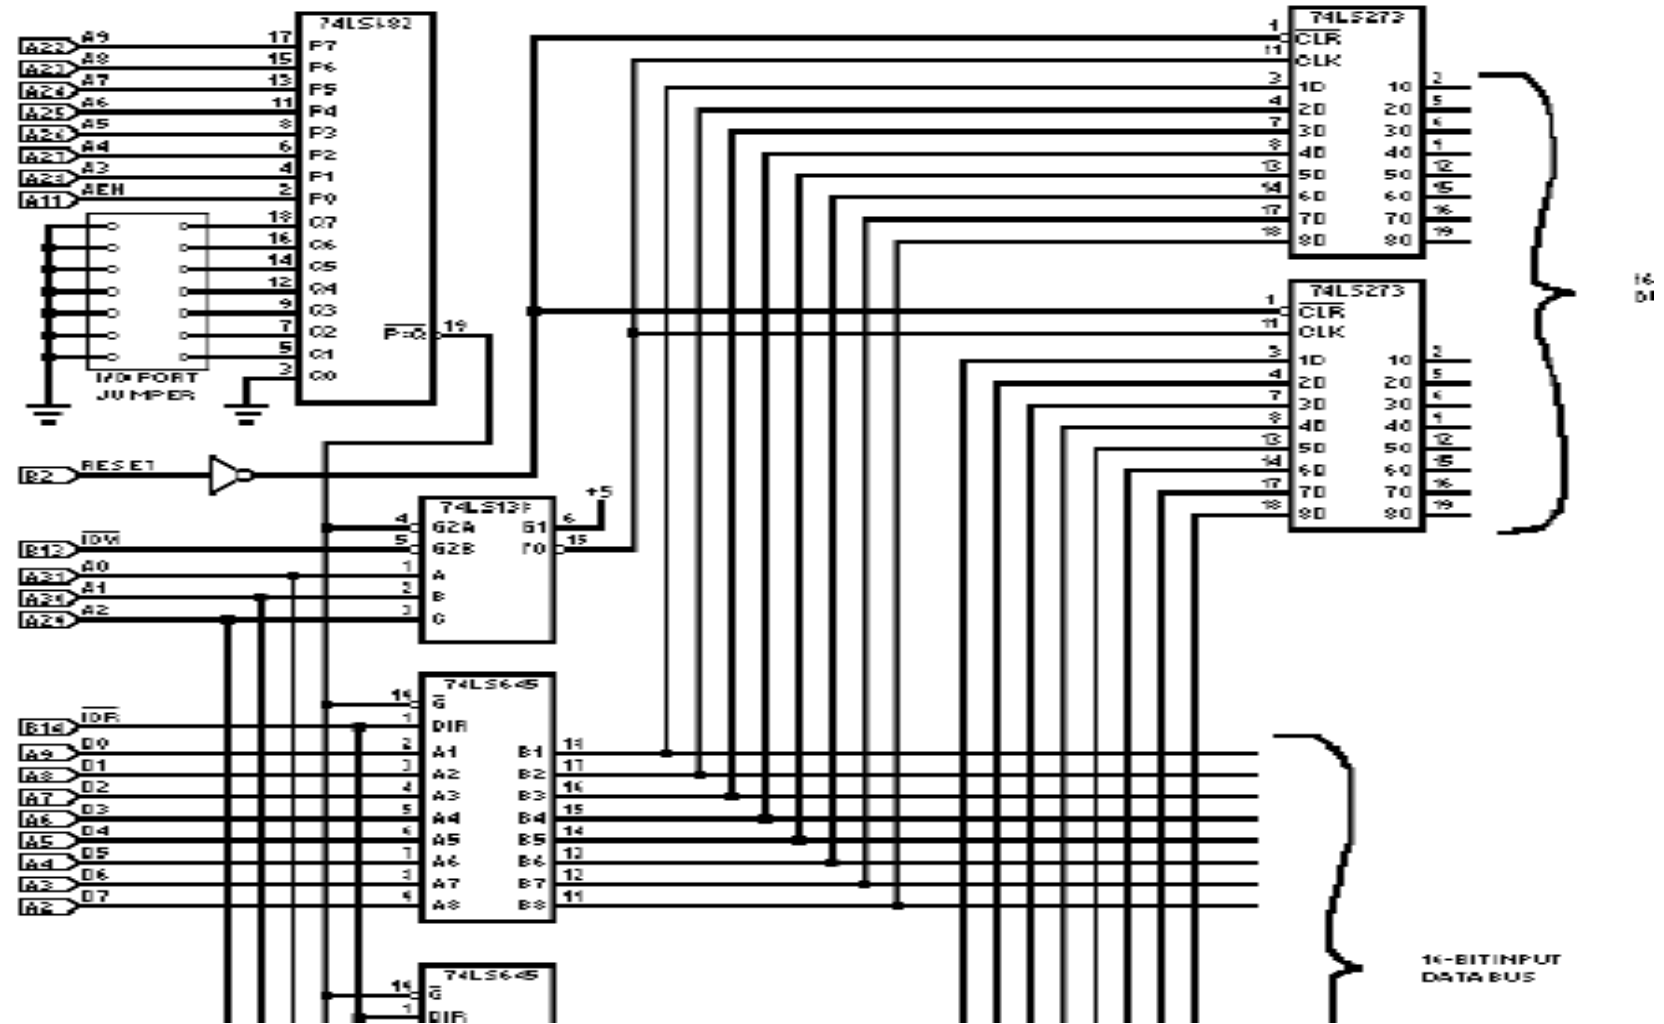 74LS682
A22 A9 17 P7
A23 A8 15 P6
A24 A7 13 P5
A25 A6 11 P4
A26 A5 8 P3
A27 A4 6 P2
A28 A3 4 P1
A11 AEN 2 P0
18 Q7
16 Q6
14 Q5
12 Q4
9 Q3
7 Q2
5 Q1
3 Q0
P=Q 19
I/O PORT
JUMPER
B2 RESET
74LS138
+5
4 G2A G1 6
B13 IOW 5 G2B Y0 15
A31 A0 1 A
A30 A1 2 B
A29 A2 3 C
74LS645
19 G
B14 IOR 1 DIR
A9 D0 2 A1 B1 18
A8 D1 3 A2 B2 17
A7 D2 4 A3 B3 16
A6 D3 5 A4 B4 15
A5 D4 6 A5 B5 14
A4 D5 7 A6 B6 13
A3 D6 8 A7 B7 12
A2 D7 9 A8 B8 11
74LS645
19 G
1 DIR
74LS273
1 CLR
11 CLK
3 1D 1Q 2
4 2D 2Q 5
7 3D 3Q 6
8 4D 4Q 9
13 5D 5Q 12
14 6D 6Q 15
17 7D 7Q 16
18 8D 8Q 19
74LS273
1 CLR
11 CLK
3 1D 1Q 2
4 2D 2Q 5
7 3D 3Q 6
8 4D 4Q 9
13 5D 5Q 12
14 6D 6Q 15
17 7D 7Q 16
18 8D 8Q 19
16-BIT INPUT
DATA BUS